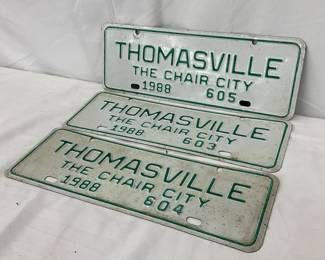 THOMASVILLE
THE CHAIR CITY
1988 605
THOMASVILLE
THE CHAIR CITY
1988 603
THOMASVILLE
THE CHAIR CITY
1988 604